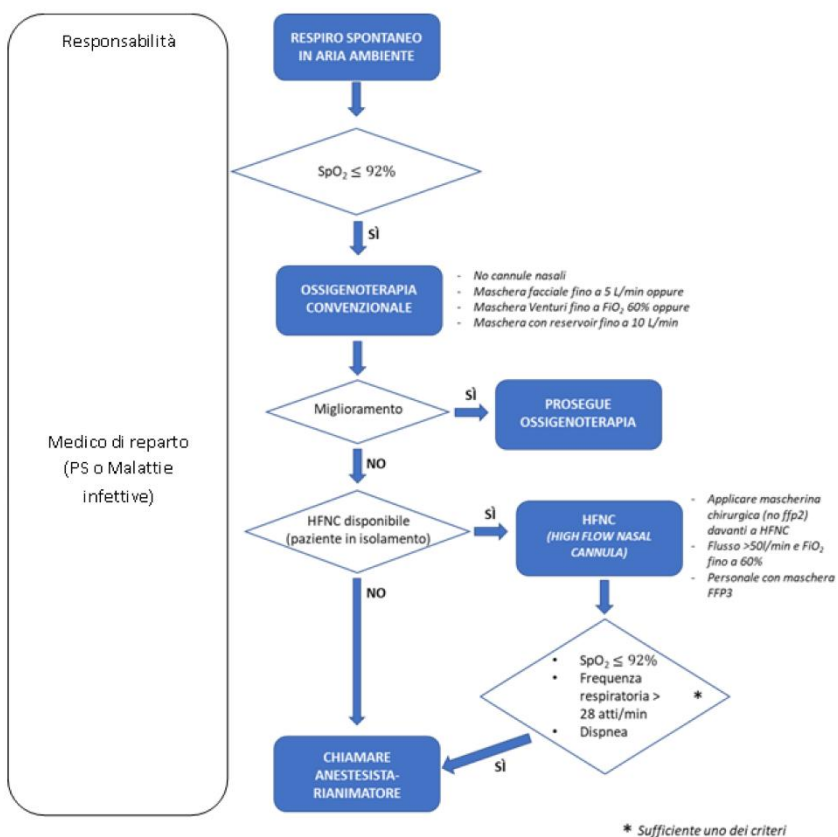 Responsabilità
RESPIRO SPONTANEO
IN ARIA AMBIENTE
SpO₂ ≤ 92%
SÌ
OSSIGENOTERAPIA
CONVENZIONALE
- No cannule nasali
- Maschera facciale fino a 5 L/min oppure
- Maschera Venturi fino a FiO₂ 60% oppure
- Maschera con reservoir fino a 10 L/min
Miglioramento
SÌ
PROSEGUE
OSSIGENOTERAPIA
NO
Medico di reparto
(PS o Malattie
infettive)
HFNC disponibile
(paziente in isolamento)
SÌ
HFNC
(HIGH FLOW NASAL
CANNULA)
- Applicare mascherina
chirurgica (no ffp2)
davanti a HFNC
- Flusso >50l/min e FiO₂
fino a 60%
- Personale con maschera
FFP3
NO
• SpO₂ ≤ 92%
• Frequenza
respiratoria > *
28 atti/min
• Dispnea
SÌ
CHIAMARE
ANESTESISTA-
RIANIMATORE
* Sufficiente uno dei criteri